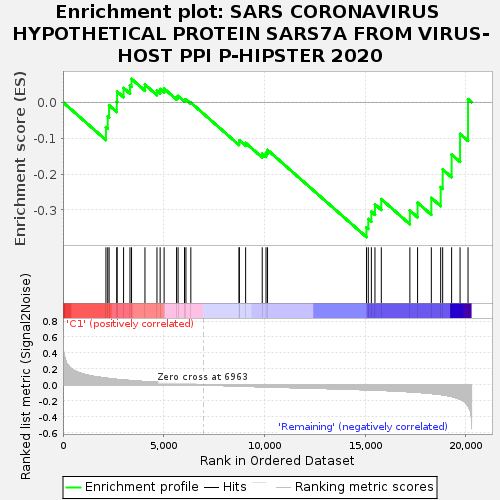 Enrichment plot: SARS CORONAVIRUS
HYPOTHETICAL PROTEIN SARS7A FROM VIRUS-
HOST PPI P-HIPSTER 2020
Enrichment score (ES)
0.0
-0.1
-0.2
-0.3
Ranked list metric (Signal2Noise)
0.8
0.6
0.4
0.2
0.0
-0.2
-0.4
-0.6
'C1' (positively correlated)
Zero cross at 6963
'Remaining' (negatively correlated)
0
5,000
10,000
15,000
20,000
Rank in Ordered Dataset
Enrichment profile
Hits
Ranking metric scores